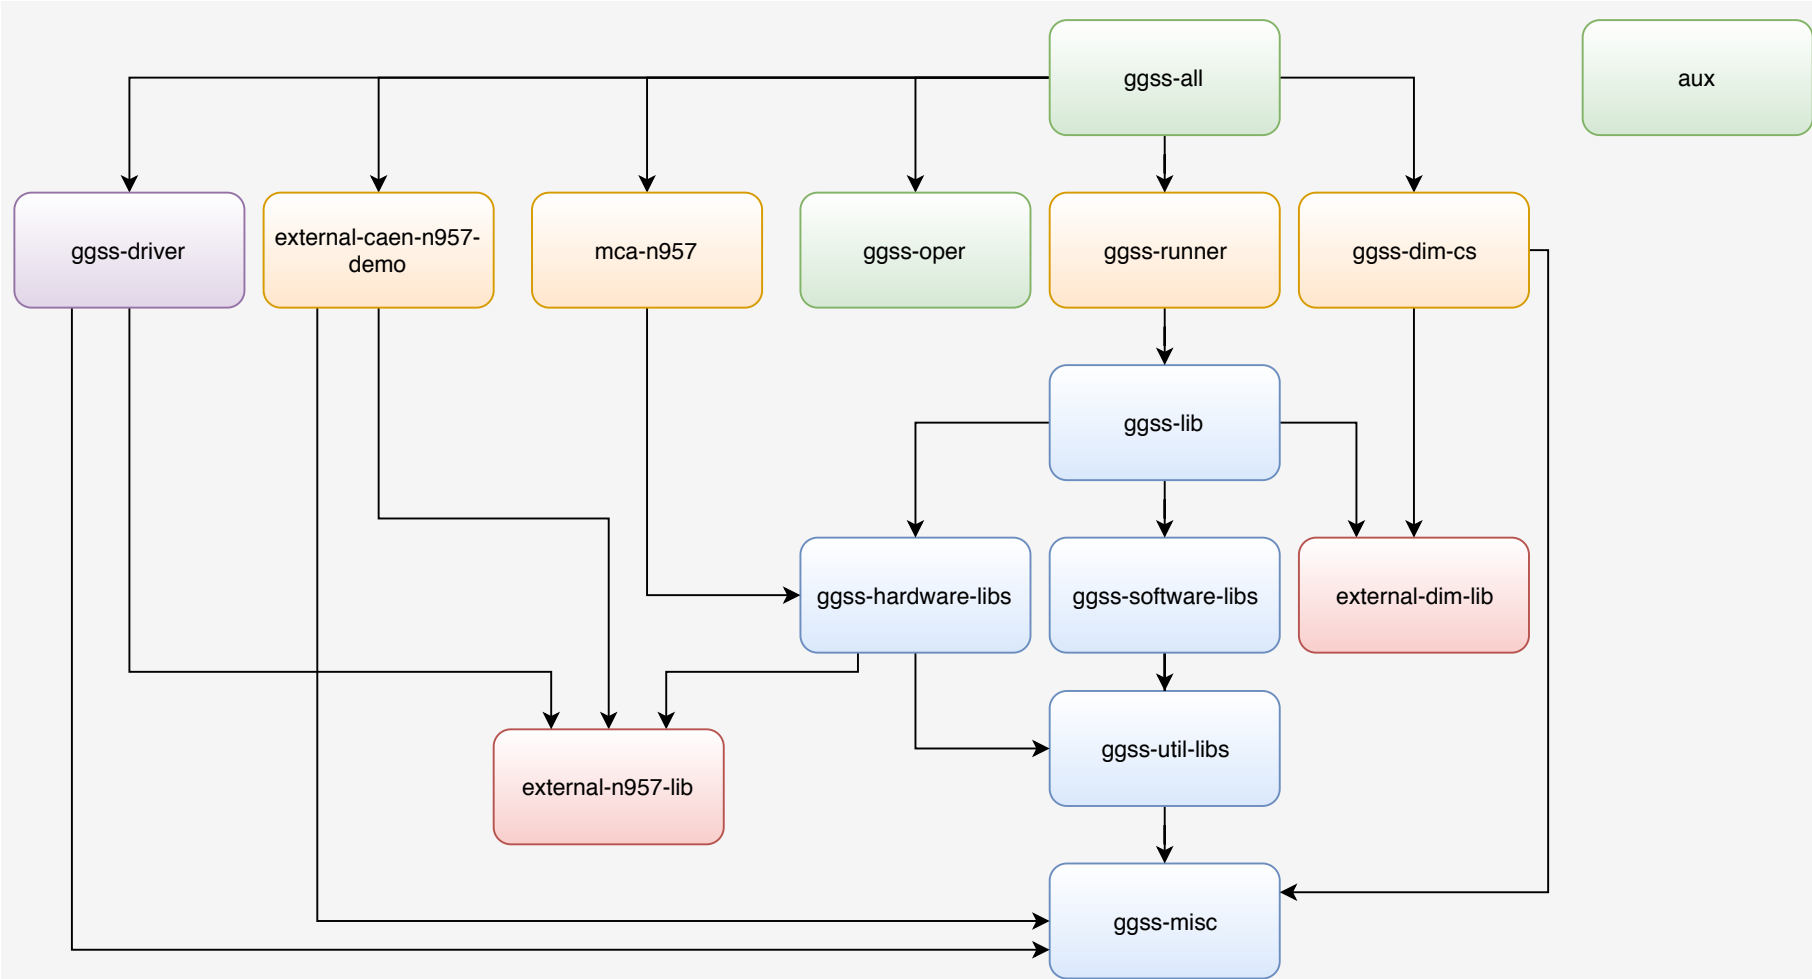 ggss-all
aux
ggss-driver
external-caen-n957-
demo
mca-n957
ggss-oper
ggss-runner
ggss-dim-cs
ggss-lib
ggss-hardware-libs
ggss-software-libs
external-dim-lib
ggss-util-libs
external-n957-lib
ggss-misc